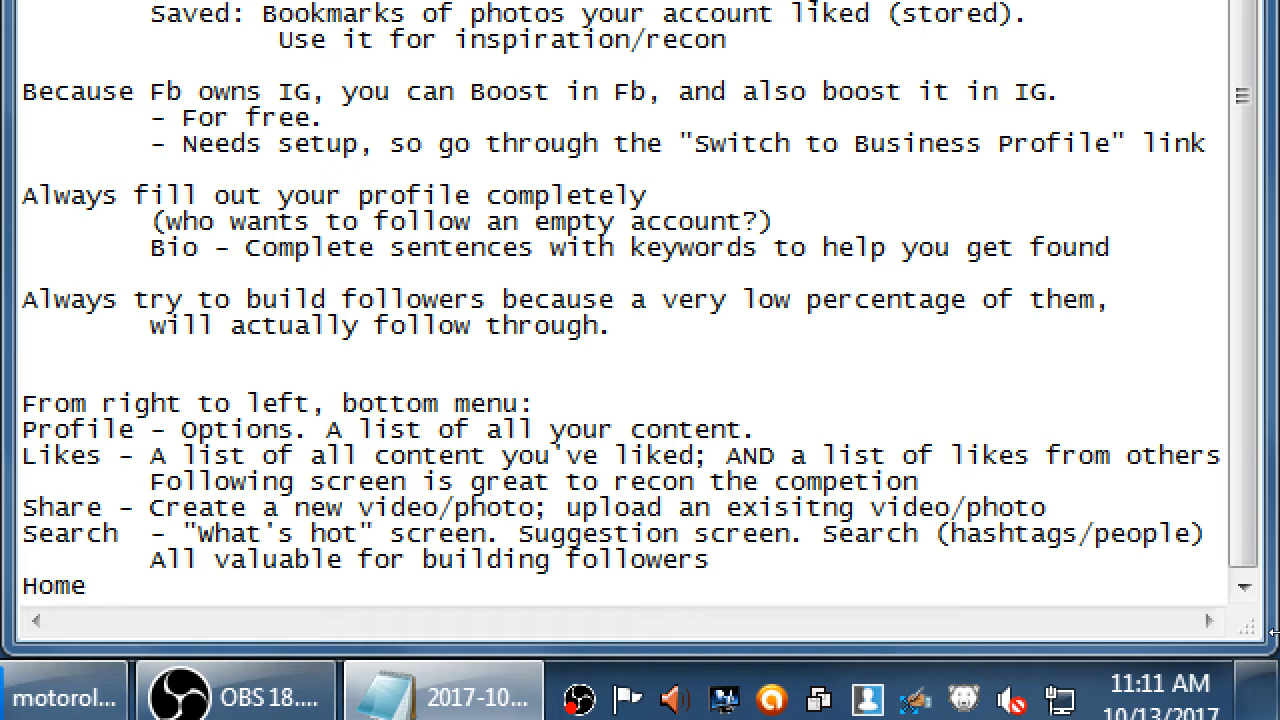 Saved: Bookmarks of photos your account liked (stored).
Use it for inspiration/recon
Because Fb owns IG, you can Boost in Fb, and also boost it in IG.
- For free.
- Needs setup, so go through the "Switch to Business Profile" link
Always fill out your profile completely
(who wants to follow an empty account?)
Bio - Complete sentences with keywords to help you get found
Always try to build followers because a very low percentage of them,
will actually follow through.
From right to left, bottom menu:
Profile - Options. A list of all your content.
Likes - A list of all content you've liked; AND a list of likes from others
Following screen is great to recon the competion
Share - Create a new video/photo; upload an exisitng video/photo
Search - "What's hot" screen. Suggestion screen. Search (hashtags/people)
All valuable for building followers
Home
motorol...
OBS 18....
2017-10...
11:11 AM
10/13/2017